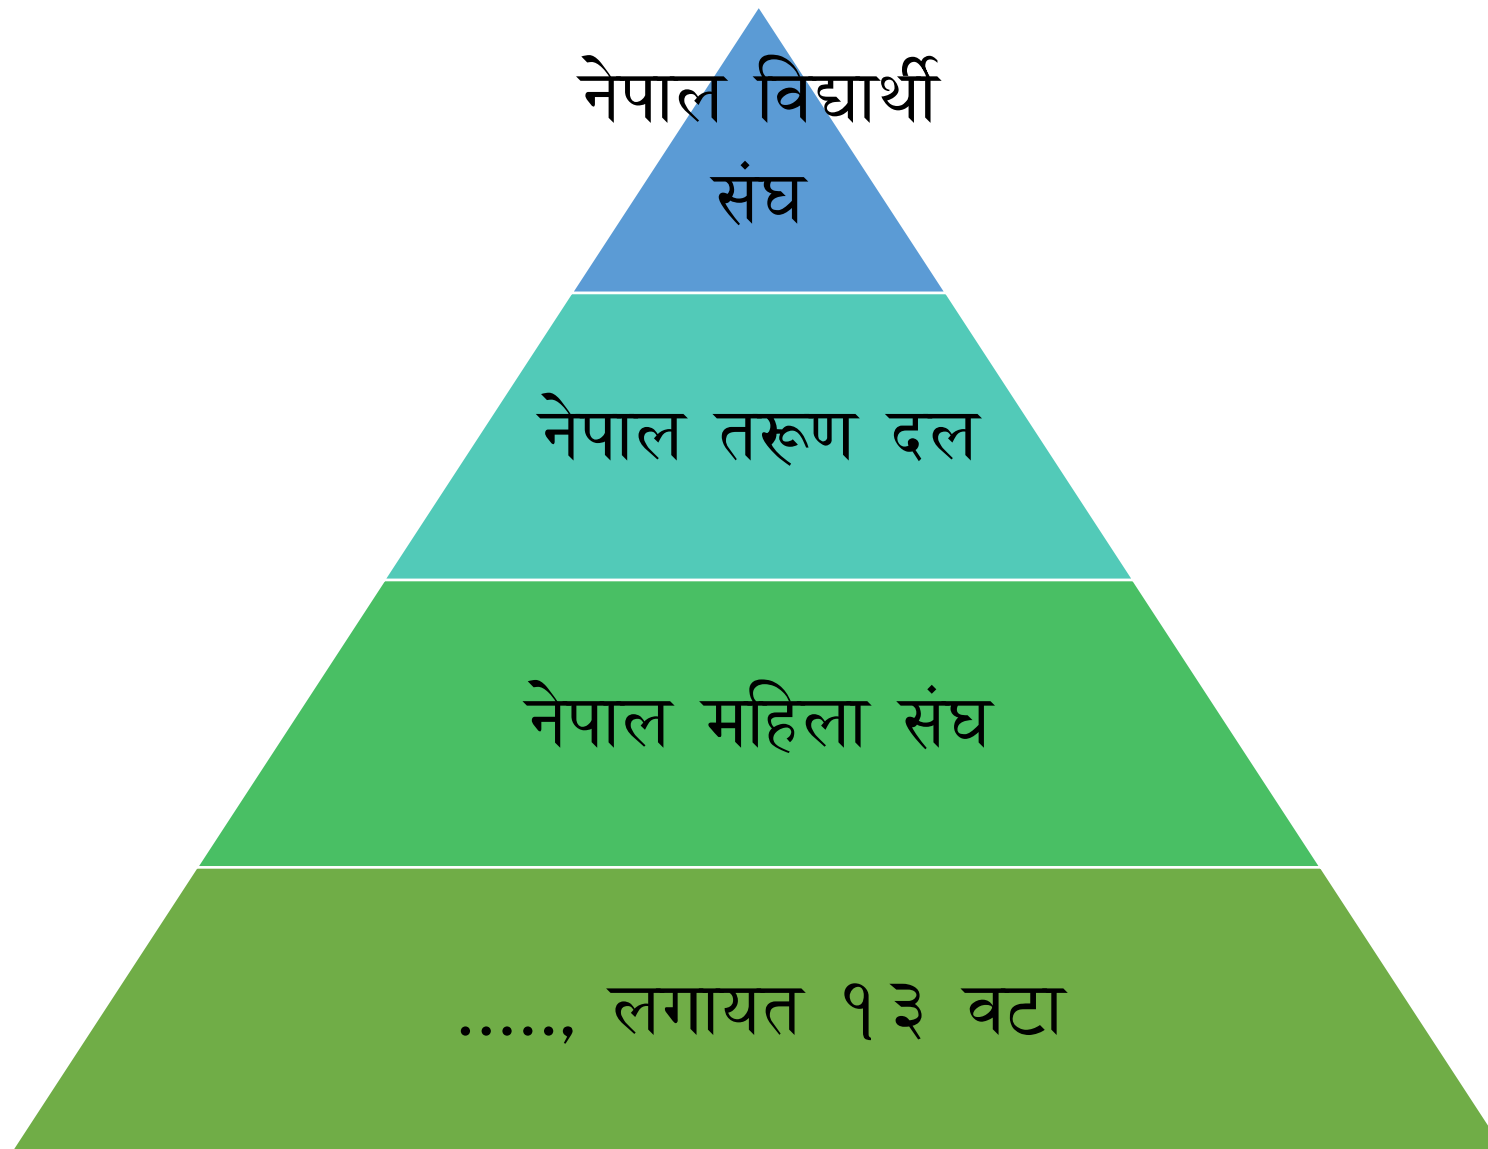 नेपाल विद्यार्थी
संघ
नेपाल तरूण दल
नेपाल महिला संघ
....., लगायत १३ वटा